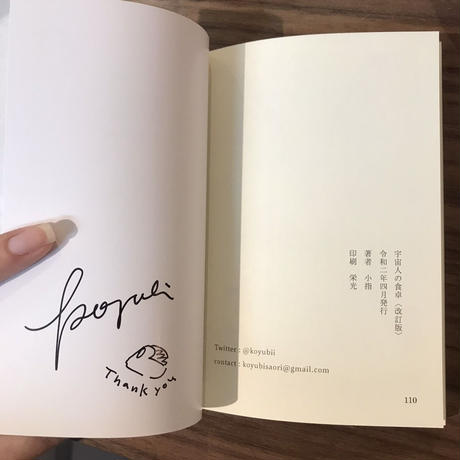 koyubi
Thank you
宇宙人の食卓〈改訂版〉
令和二年四月発行
著者 小指
印刷 栄光
Twitter : @koyubii
contact : koyubisaori@gmail.com
110